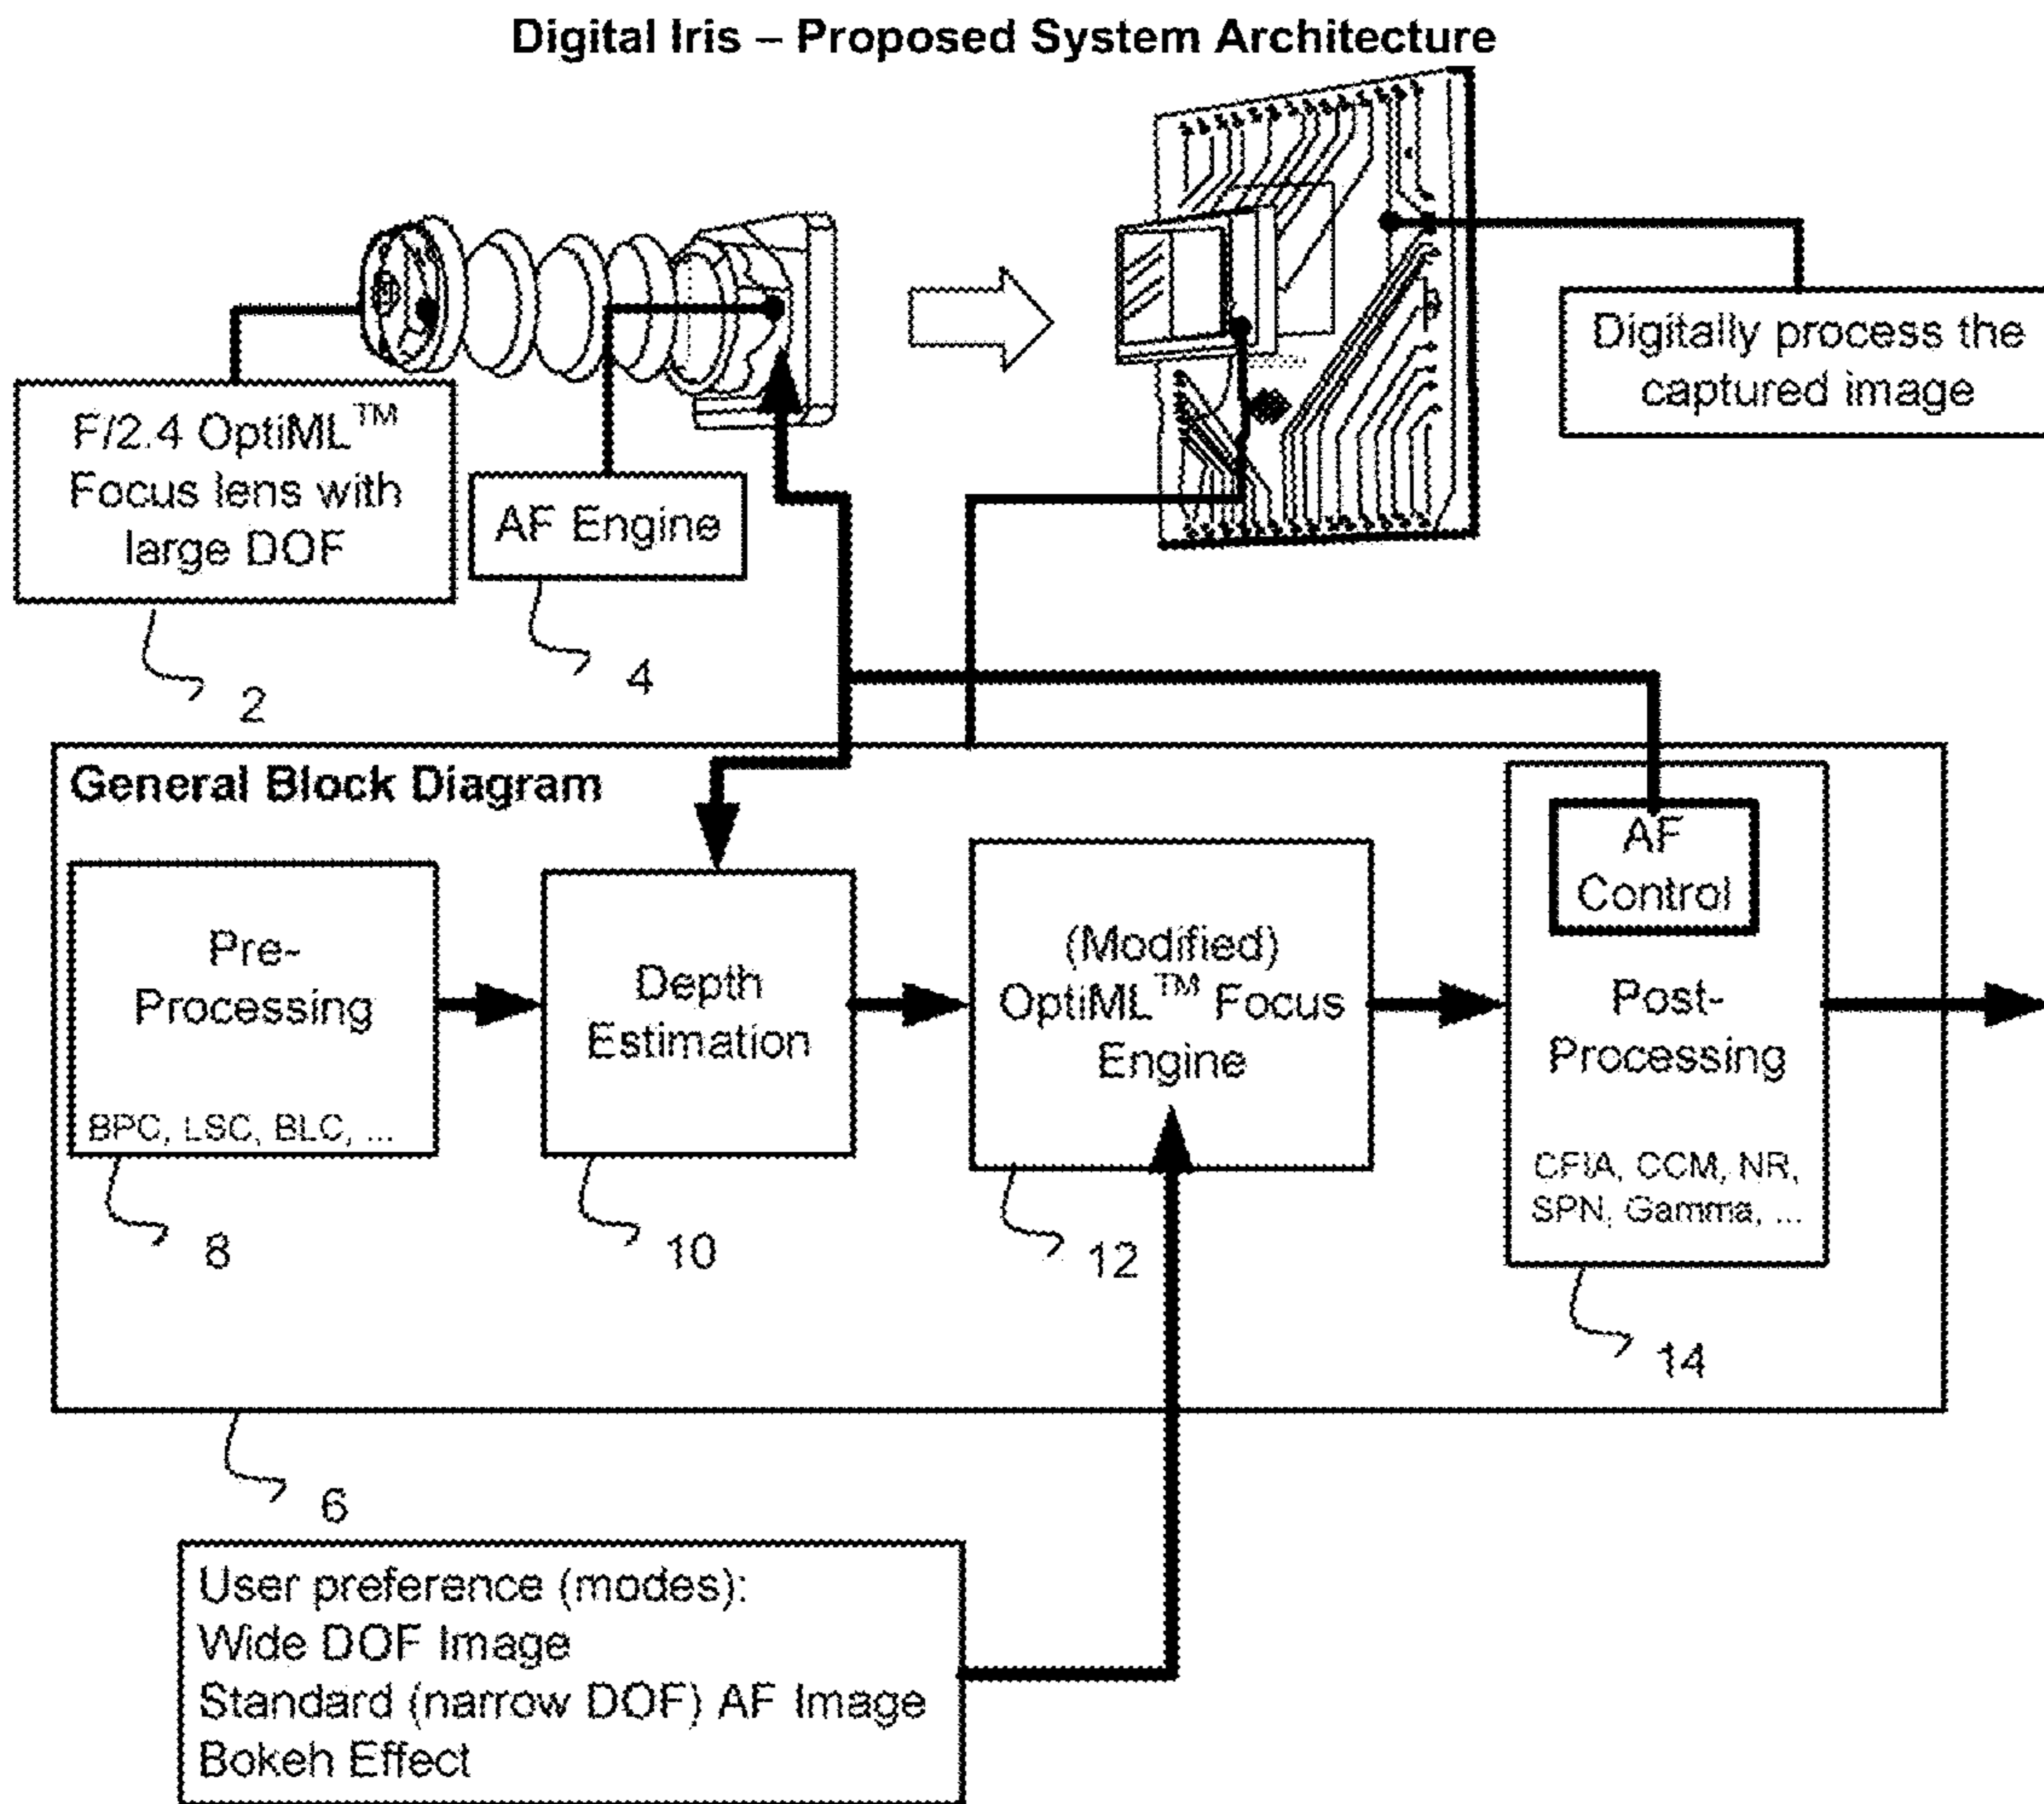 Digital Iris – Proposed System Architecture
F/2.4 OptiML™
Focus lens with
large DOF
2
AF Engine
4
Digitally process the
captured image
General Block Diagram
Pre-
Processing
BPC, LSC, BLC, ...
8
Depth
Estimation
10
(Modified)
OptiML™ Focus
Engine
12
AF
Control
Post-
Processing
CFIA, CCM, NR,
SPN, Gamma, ...
14
6
User preference (modes):
Wide DOF Image
Standard (narrow DOF) AF Image
Bokeh Effect